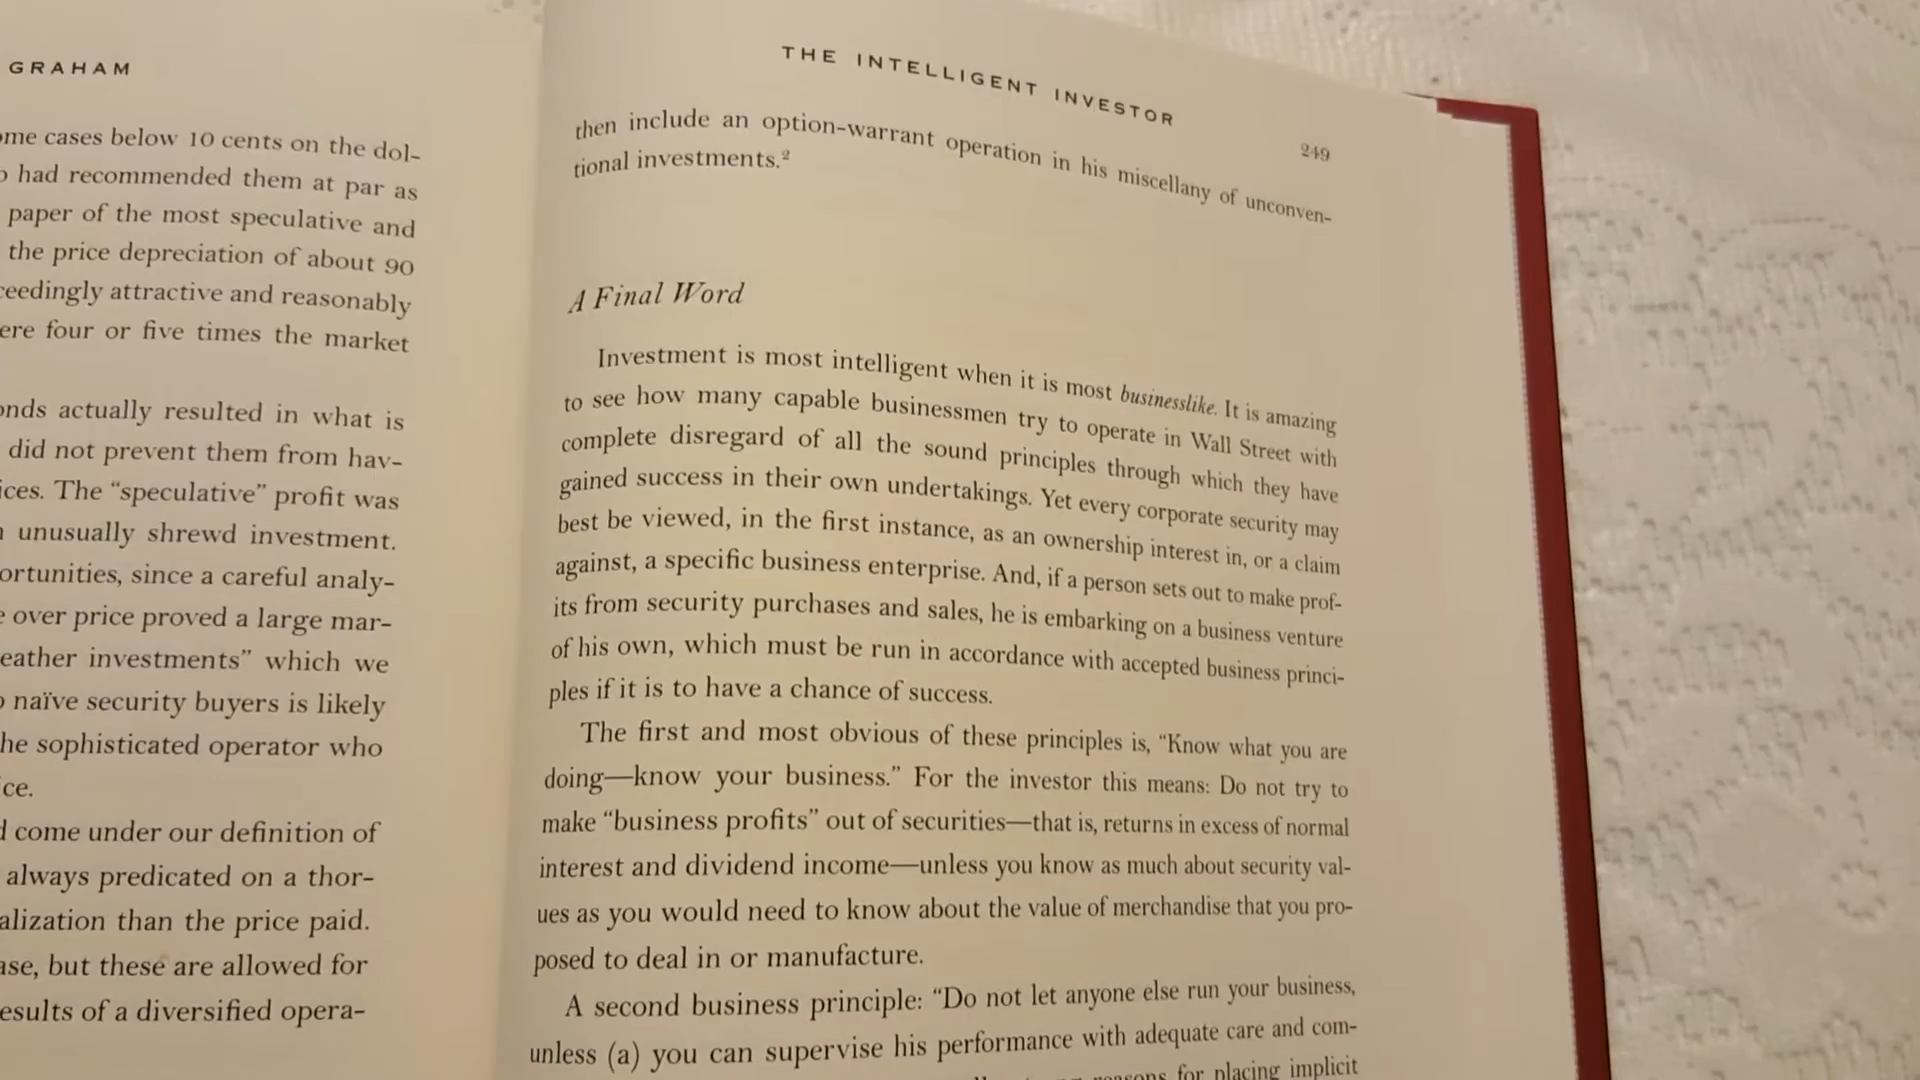 GRAHAM
me cases below 10 cents on the dol-
had recommended them at par as
paper of the most speculative and
the price depreciation of about 90
ceedingly attractive and reasonably
ere four or five times the market
onds actually resulted in what is
did not prevent them from hav-
ices. The “speculative” profit was
unusually shrewd investment.
ortunities, since a careful analy-
over price proved a large mar-
eather investments” which we
naïve security buyers is likely
he sophisticated operator who
ce.
come under our definition of
always predicated on a thor-
alization than the price paid.
ase, but these are allowed for
esults of a diversified opera-
THE INTELLIGENT INVESTOR
249
then include an option-warrant operation in his miscellany of unconven-
tional investments.²
A Final Word
Investment is most intelligent when it is most businesslike. It is amazing
to see how many capable businessmen try to operate in Wall Street with
complete disregard of all the sound principles through which they have
gained success in their own undertakings. Yet every corporate security may
best be viewed, in the first instance, as an ownership interest in, or a claim
against, a specific business enterprise. And, if a person sets out to make prof-
its from security purchases and sales, he is embarking on a business venture
of his own, which must be run in accordance with accepted business princi-
ples if it is to have a chance of success.
The first and most obvious of these principles is, “Know what you are
doing—know your business.” For the investor this means: Do not try to
make “business profits” out of securities—that is, returns in excess of normal
interest and dividend income—unless you know as much about security val-
ues as you would need to know about the value of merchandise that you pro-
posed to deal in or manufacture.
A second business principle: “Do not let anyone else run your business,
unless (a) you can supervise his performance with adequate care and com-
reasons for placing implicit